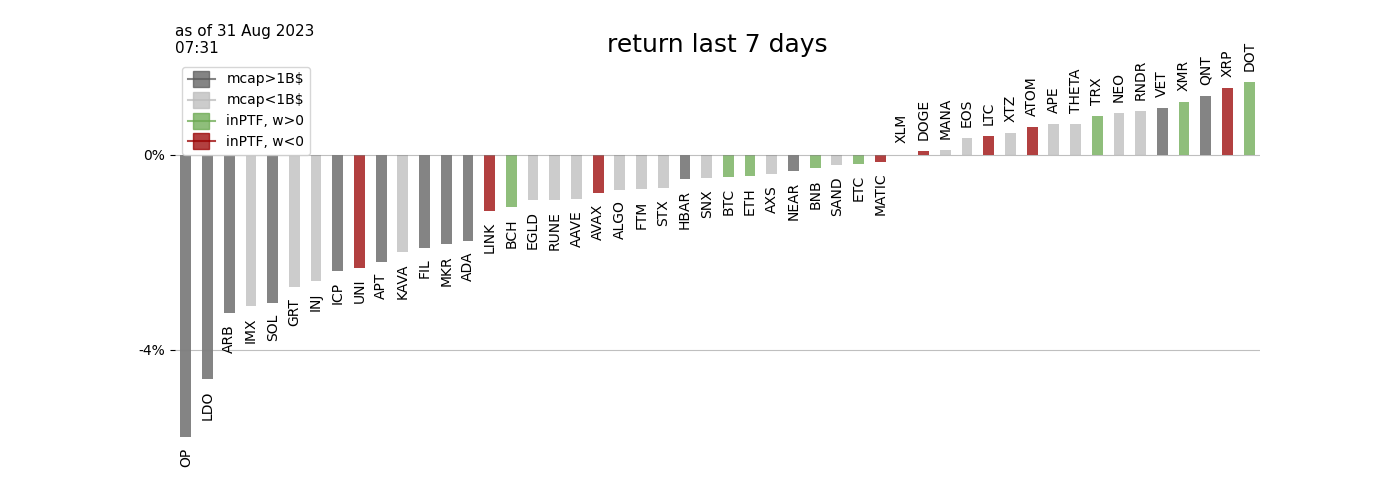 as of 31 Aug 2023
07:31
return last 7 days
mcap>1B$
mcap<1B$
inPTF, w>0
inPTF, w<0
0%
-4%
OP
LDO
ARB
IMX
SOL
GRT
INJ
ICP
UNI
APT
KAVA
FIL
MKR
ADA
LINK
BCH
EGLD
RUNE
AAVE
AVAX
ALGO
FTM
STX
HBAR
SNX
BTC
ETH
AXS
NEAR
BNB
SAND
ETC
MATIC
XLM
DOGE
MANA
EOS
LTC
XTZ
ATOM
APE
THETA
TRX
NEO
RNDR
VET
XMR
QNT
XRP
DOT